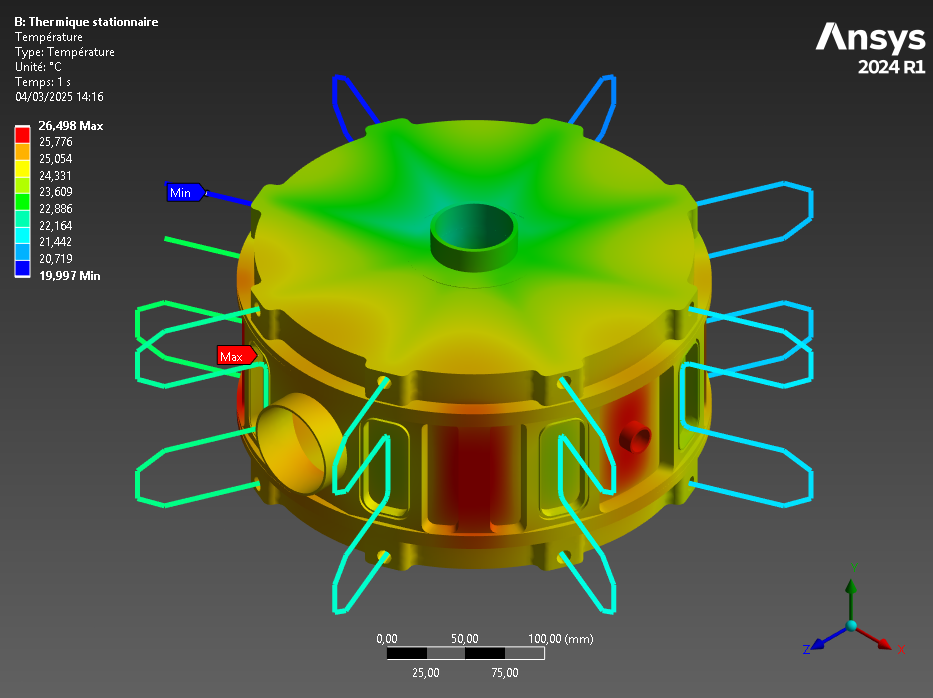 B: Thermique stationnaire
Température
Type: Température
Unité: °C
Temps: 1 s
04/03/2025 14:16
Ansys
2024 R1
26,498 Max
25,776
25,054
24,331
23,609
22,886
22,164
21,442
20,719
19,997 Min
Min
Max
0,00 50,00 100,00 (mm)
25,00 75,00
Y
Z X